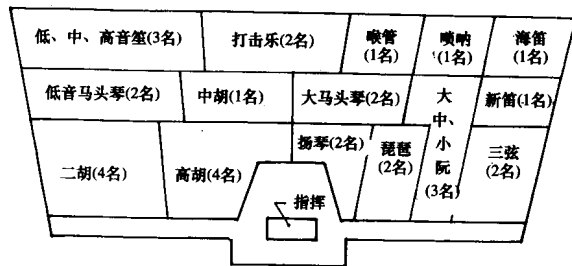 低、中、高音笙(3名)
打击乐(2名)
喉管
(1名)
唢呐
(1名)
海笛
(1名)
低音马头琴(2名)
中胡(1名)
大马头琴(2名)
大
中、
小
阮
(3名)
新笛(1名)
二胡(4名)
高胡(4名)
扬琴(2名)
琵琶
(2名)
三弦
(2名)
指挥